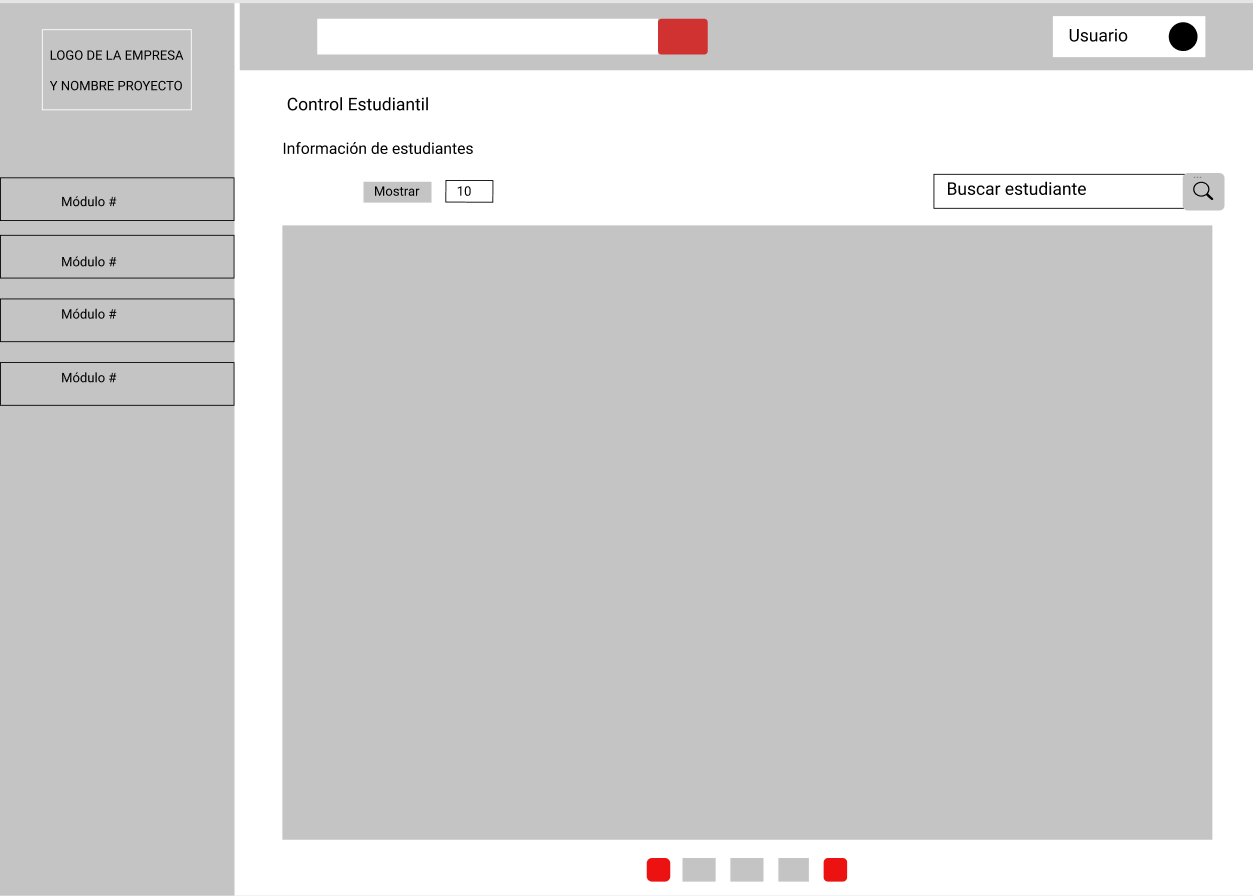 LOGO DE LA EMPRESA
Y NOMBRE PROYECTO
Usuario
Control Estudiantil
Información de estudiantes
Mostrar
10
Buscar estudiante
Módulo #
Módulo #
Módulo #
Módulo #